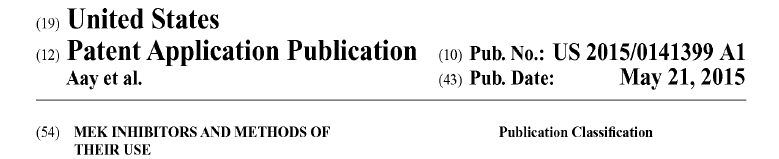 (19) United States
(12) Patent Application Publication
(10) Pub. No.: US 2015/0141399 A1
Aay et al.
(43) Pub. Date: May 21, 2015
(54) MEK INHIBITORS AND METHODS OF
THEIR USE
Publication Classification